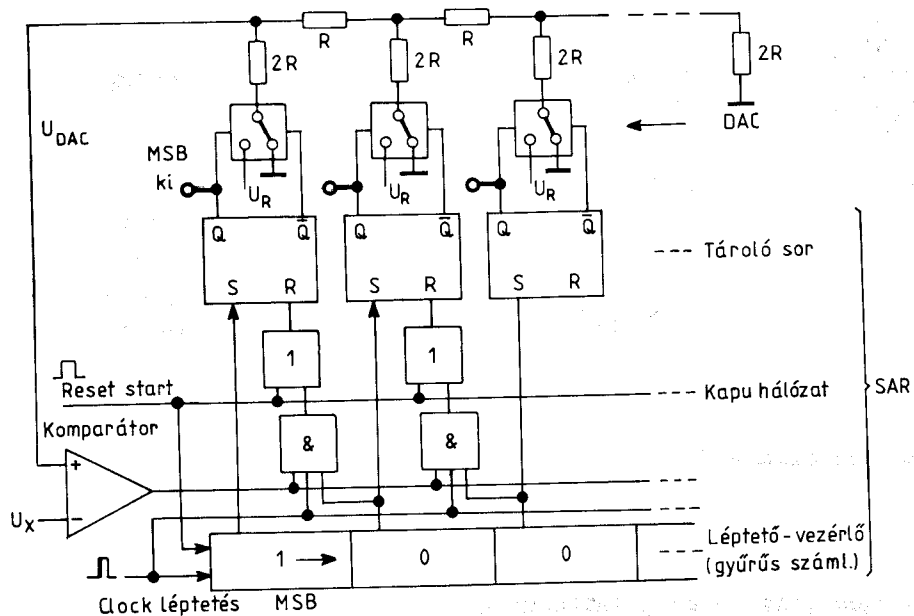 R R
2R 2R 2R 2R
DAC
U_DAC
MSB
ki
U_R U_R U_R
Q Q̅ Q Q̅ Q Q̅
Tároló sor
S R S R S R
1 1
Reset start
Kapu hálózat
SAR
Komparátor
& &
+
U_X −
1 0 0
Léptető-vezérlő
(gyűrűs száml.)
Clock léptetés MSB